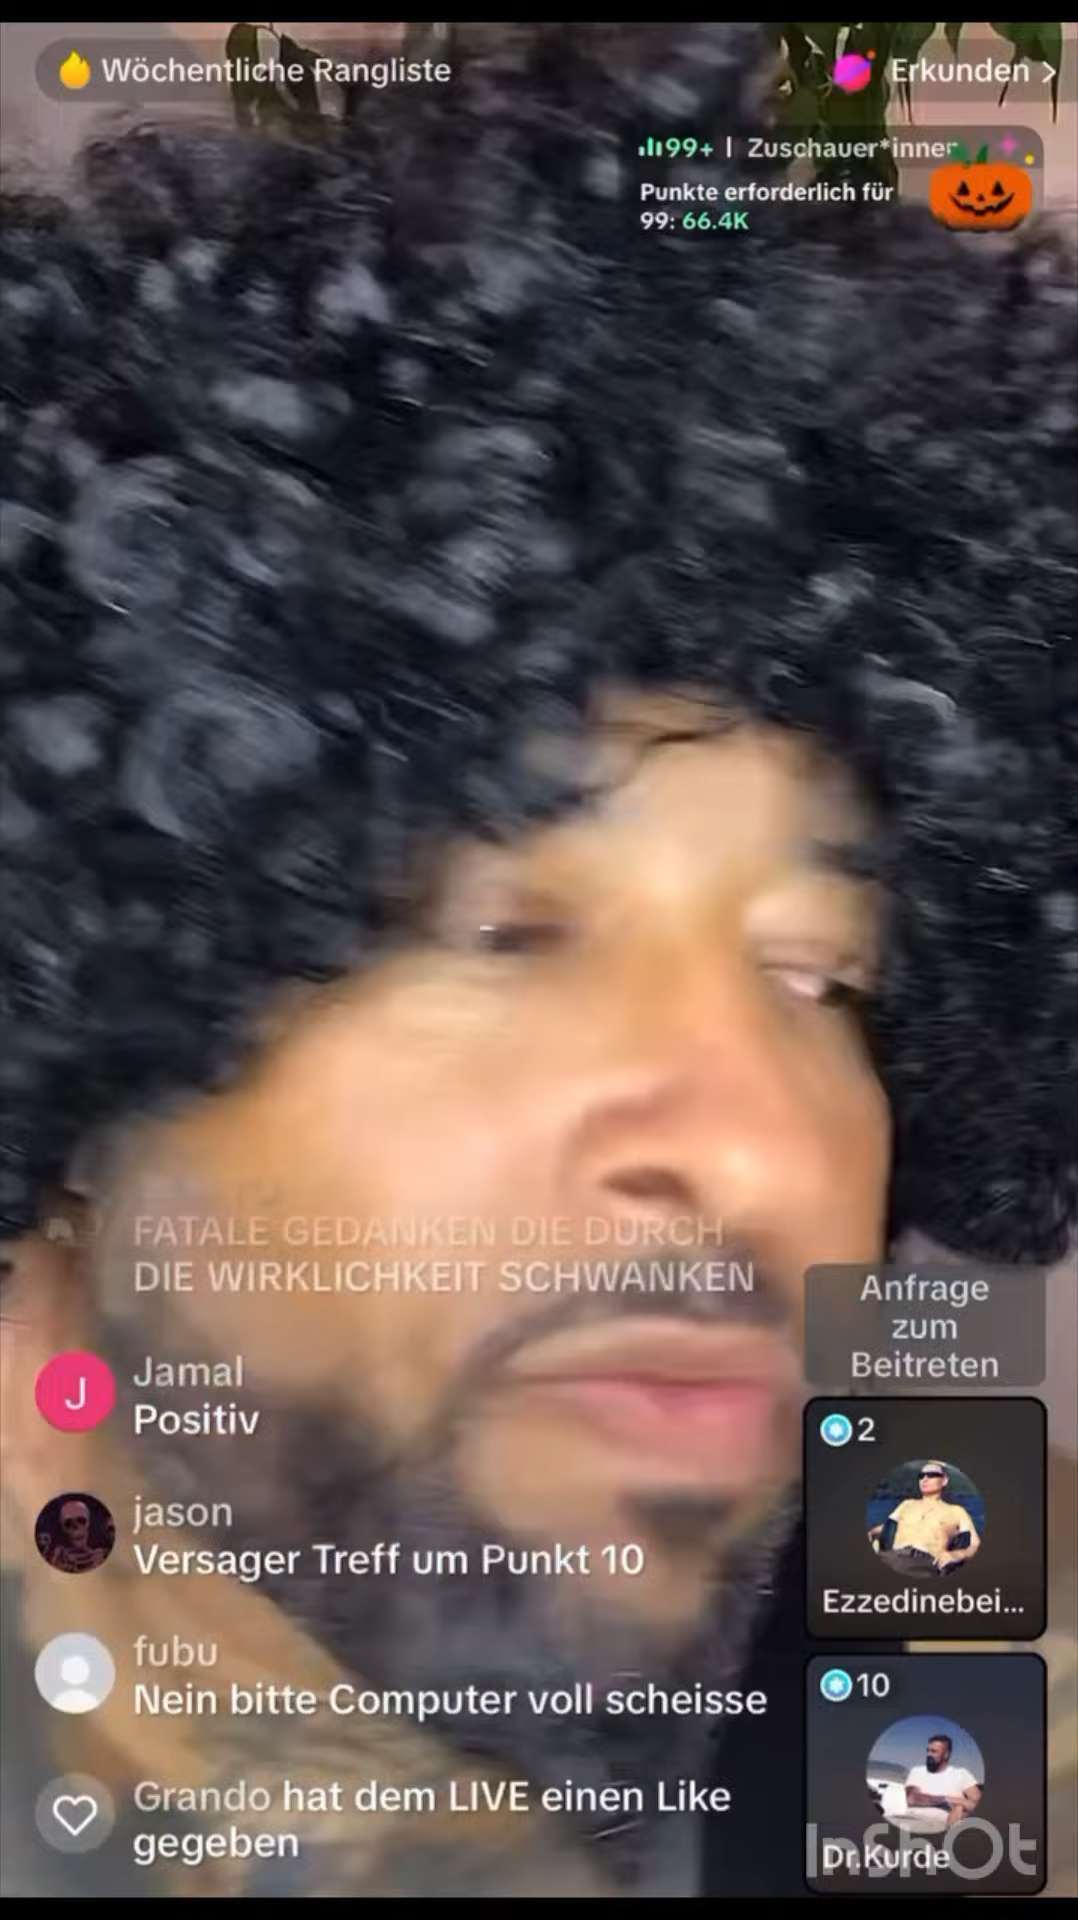 Wöchentliche Rangliste
Erkunden >
99+ | Zuschauer*innen
Punkte erforderlich für
99: 66.4K
FATALE GEDANKEN DIE DURCH
DIE WIRKLICHKEIT SCHWANKEN
Anfrage
zum
Beitreten
J
Jamal
Positiv
2
jason
Versager Treff um Punkt 10
Ezzedinebei...
fubu
Nein bitte Computer voll scheisse
10
Grando hat dem LIVE einen Like
gegeben
Dr.Kurde
InShOt